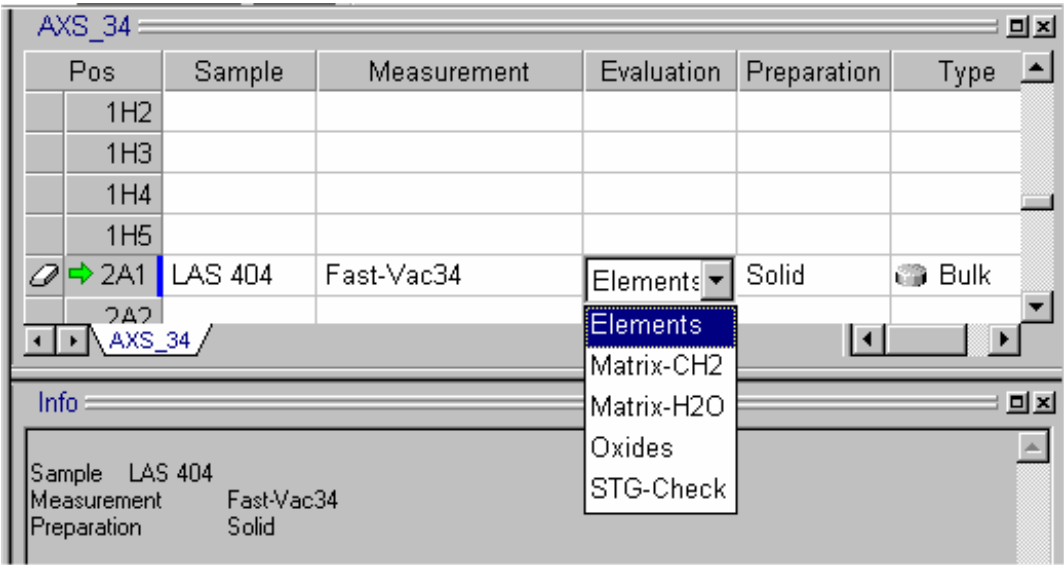 AXS_34
Pos Sample Measurement Evaluation Preparation Type
1H2
1H3
1H4
1H5
2A1 LAS 404 Fast-Vac34 Elements Solid Bulk
2A2
Elements
Matrix-CH2
Matrix-H2O
Oxides
STG-Check
AXS_34
Info
Sample LAS 404
Measurement Fast-Vac34
Preparation Solid